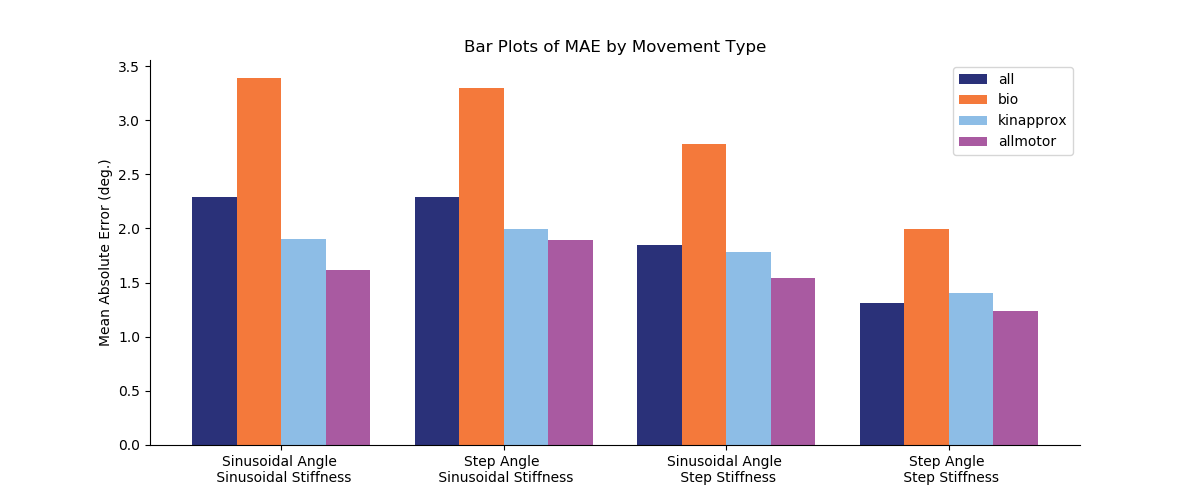 Bar Plots of MAE by Movement Type
Mean Absolute Error (deg.)
3.5
3.0
2.5
2.0
1.5
1.0
0.5
0.0
all
bio
kinapprox
allmotor
Sinusoidal Angle
Sinusoidal Stiffness
Step Angle
Sinusoidal Stiffness
Sinusoidal Angle
Step Stiffness
Step Angle
Step Stiffness